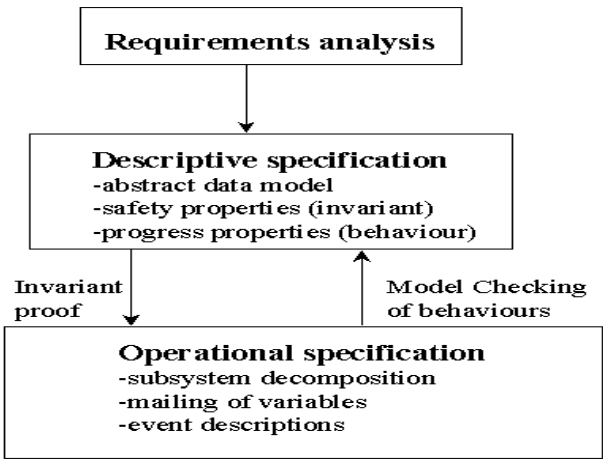 Requirements analysis
Descriptive specification
-abstract data model
-safety properties (invariant)
-progress properties (behaviour)
Invariant
proof
Model Checking
of behaviours
Operational specification
-subsystem decomposition
-mailing of variables
-event descriptions